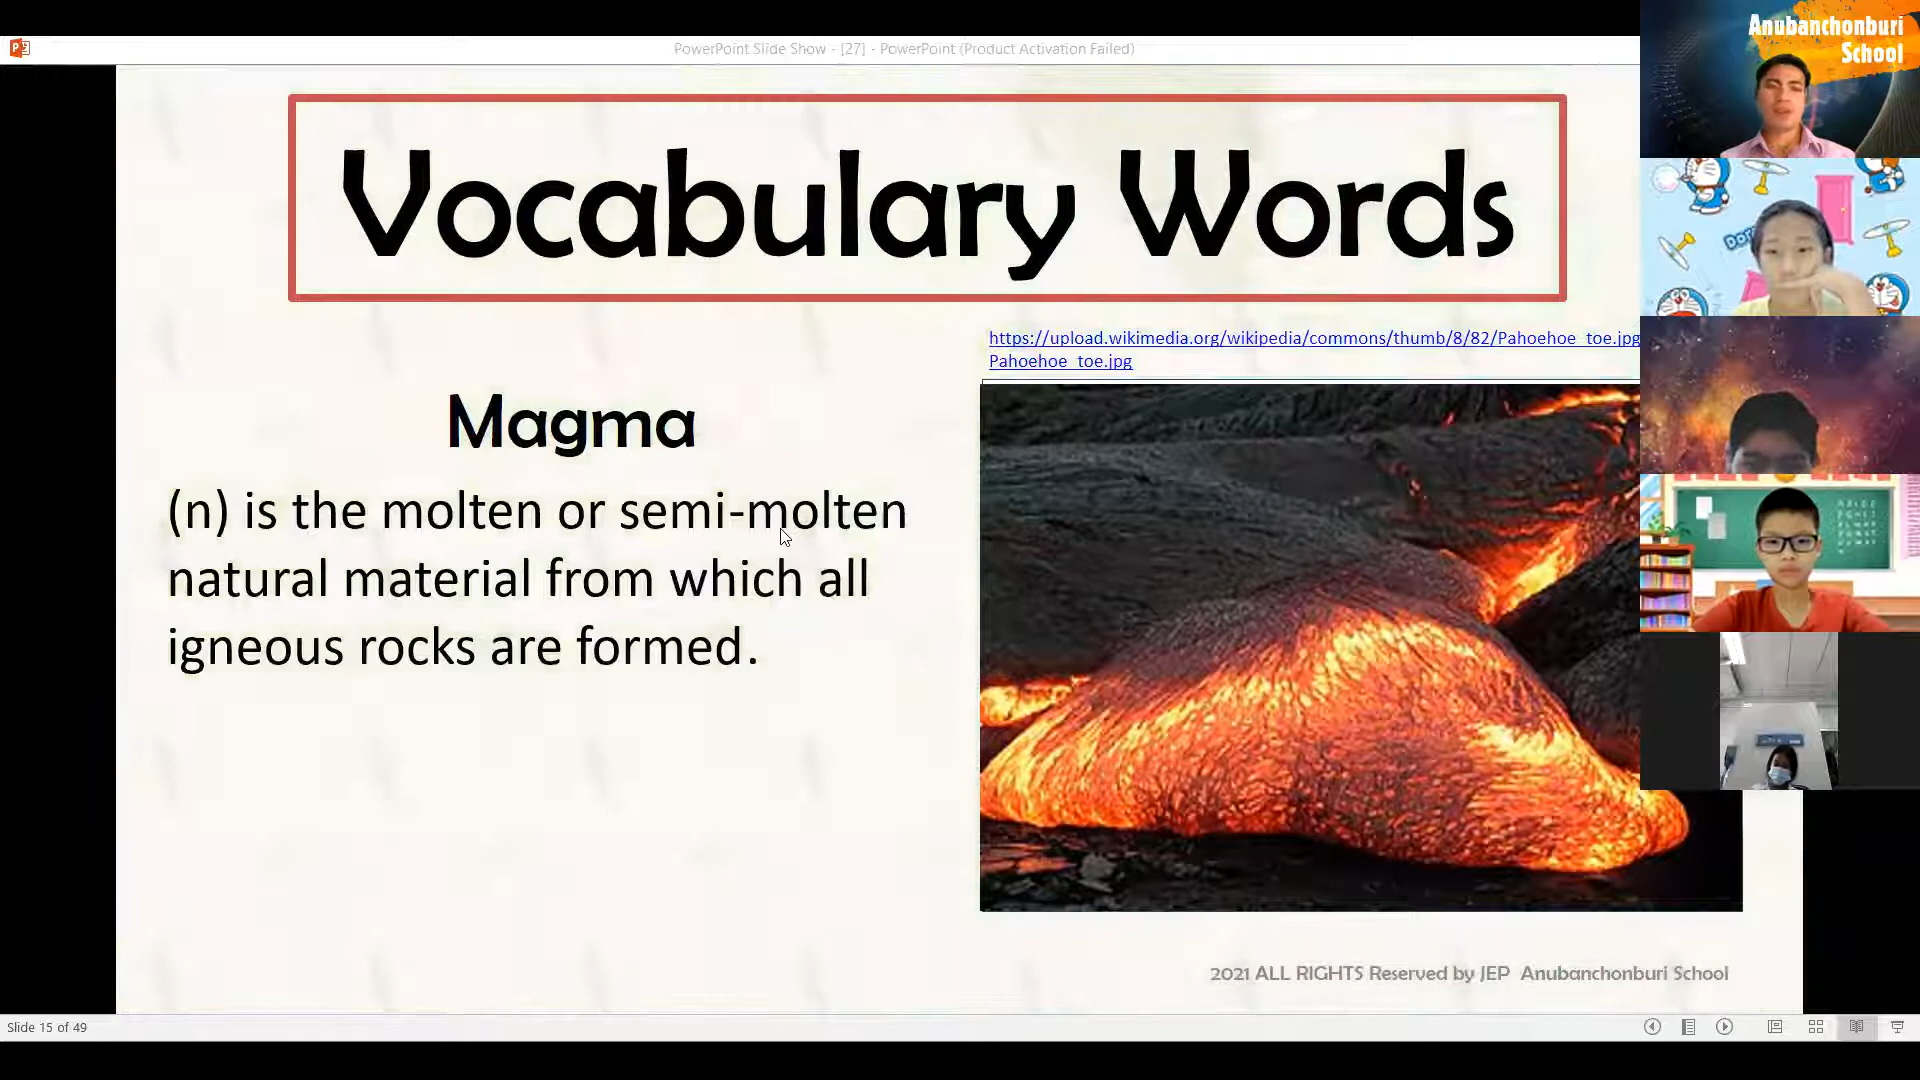 PowerPoint Slide Show - [27] - PowerPoint (Product Activation Failed)
Anubanchonburi
School
Vocabulary Words
https://upload.wikimedia.org/wikipedia/commons/thumb/8/82/Pahoehoe_toe.jpg
Pahoehoe_toe.jpg
Magma
(n) is the molten or semi-molten
natural material from which all
igneous rocks are formed.
2021 ALL RIGHTS Reserved by JEP Anubanchonburi School
Slide 15 of 49